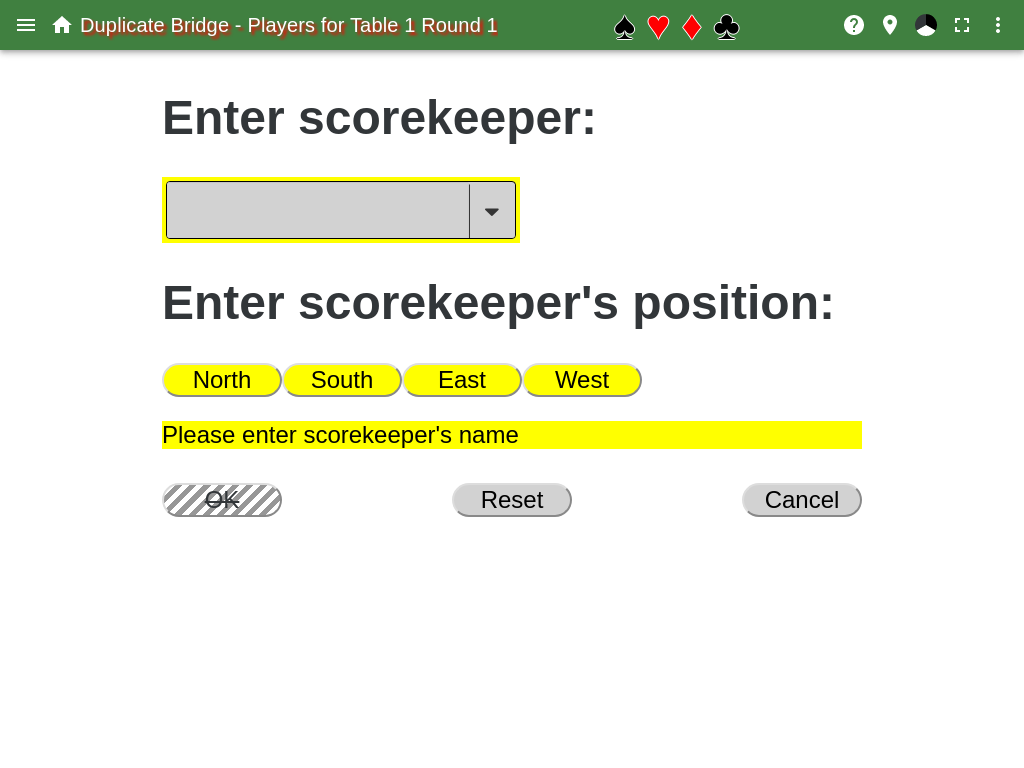 Duplicate Bridge - Players for Table 1 Round 1
Enter scorekeeper:
Enter scorekeeper's position:
North South East West
Please enter scorekeeper's name
OK Reset Cancel